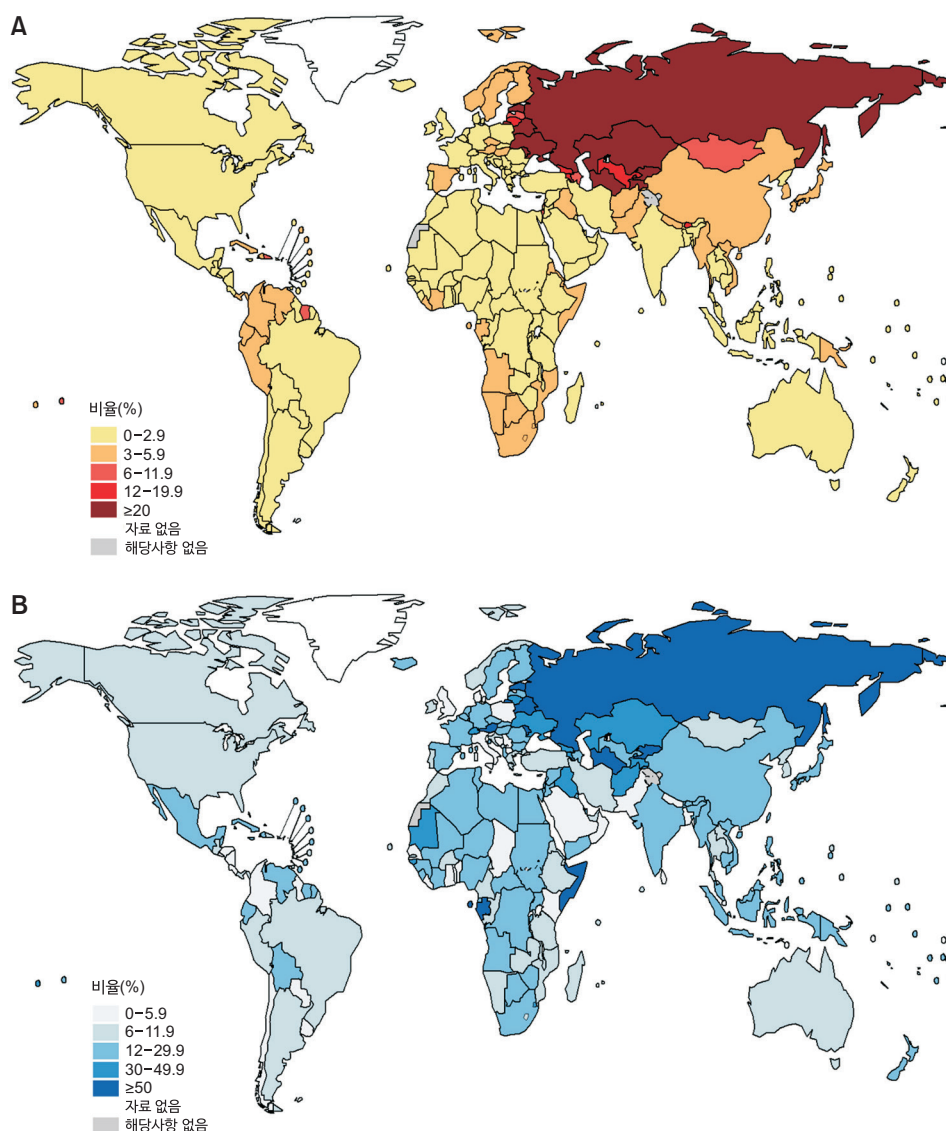 A
비율(%)
0-2.9
3-5.9
6-11.9
12-19.9
≥20
자료 없음
해당사항 없음
B
비율(%)
0-5.9
6-11.9
12-29.9
30-49.9
≥50
자료 없음
해당사항 없음